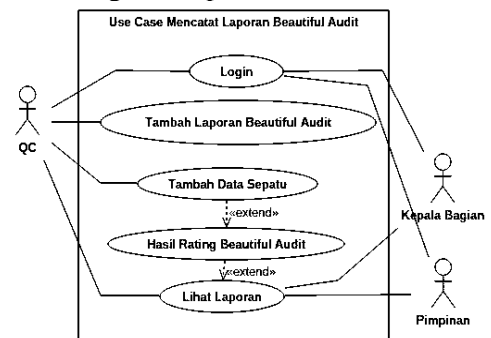 Use Case Mencatat Laporan Beautiful Audit
Login
Tambah Laporan Beautiful Audit
QC
Tambah Data Sepatu
«extend»
Kepala Bagian
Hasil Rating Beautiful Audit
«extend»
Lihat Laporan
Pimpinan